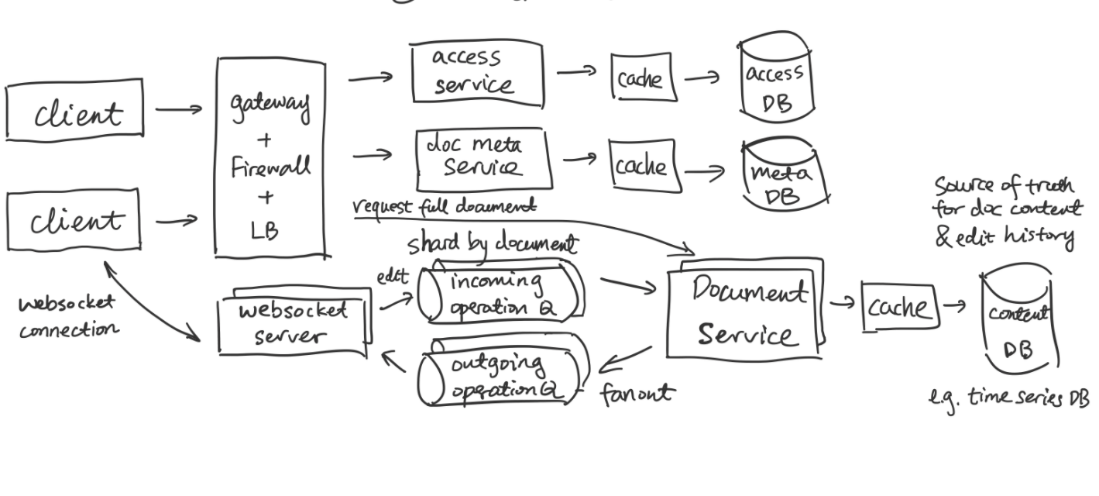 client
client
websocket
connection
gateway
+
Firewall
+
LB
access
service
cache
access
DB
doc meta
Service
cache
meta
DB
request full document
shard by document
edit
incoming
operation Q
websocket
server
outgoing
operation Q
fanout
Document
Service
cache
Source of truth
for doc content
& edit history
content
DB
e.g. time series DB